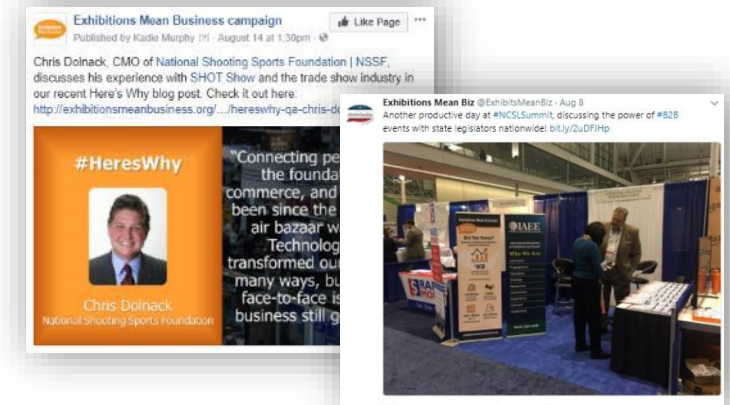 Exhibitions Mean Business campaign
Like Page
Published by Kadie Murphy [?] · August 14 at 1:30pm ·
Chris Dolnack, CMO of National Shooting Sports Foundation | NSSF,
discusses his experience with SHOT Show and the trade show industry in
our recent Here's Why blog post. Check it out here:
http://exhibitionsmeanbusiness.org/.../hereswhy-qa-chris-do
#HeresWhy
Chris Dolnack
National Shooting Sports Foundation
"Connecting pe
the founda
commerce, and
been since the
air bazaar w
Technolog
transformed ou
many ways, bu
face-to-face is
business still g
Exhibitions Mean Biz @ExhibitsMeanBiz · Aug 8
Another productive day at #NCSLSummit, discussing the power of #B2B
events with state legislators nationwide! bit.ly/2uDFJHp
Did You Know?
IAEE
Who We Are